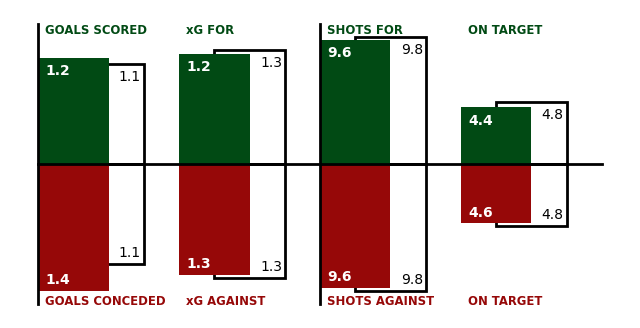 GOALS SCORED xG FOR SHOTS FOR ON TARGET
1.2 1.1 1.2 1.3 9.6 9.8 4.4 4.8
1.4 1.1 1.3 1.3 9.6 9.8 4.6 4.8
GOALS CONCEDED xG AGAINST SHOTS AGAINST ON TARGET